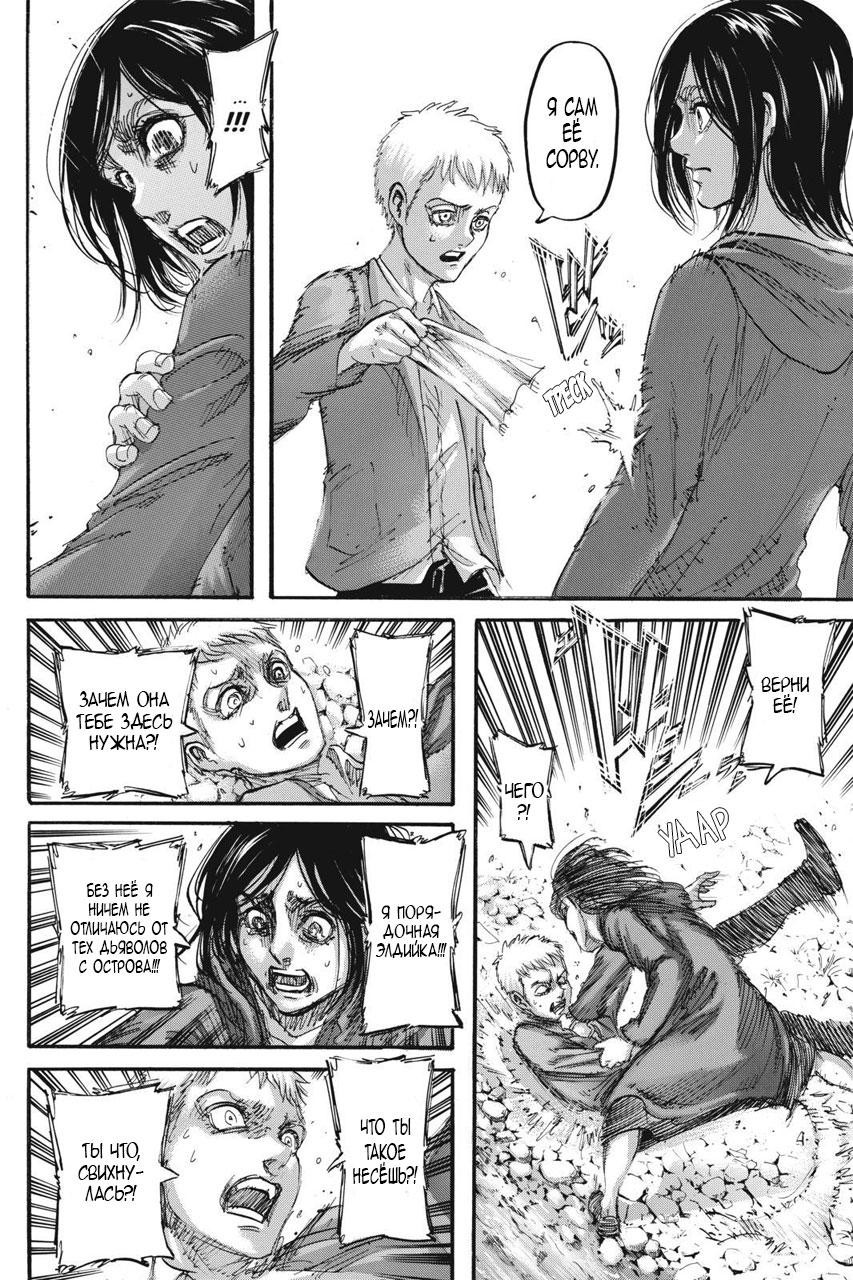 Я САМ
ЕЁ
СОРВУ.
ТРЕСК
!!!
ВЕРНИ
ЕЁ!
ЧЕГО
?!
УДАР
ЗАЧЕМ?!
ЗАЧЕМ ОНА
ТЕБЕ ЗДЕСЬ
НУЖНА?!
Я ПОРЯ-
ДОЧНАЯ
ЭЛДИЙКА!!!
БЕЗ НЕЁ Я
НИЧЕМ НЕ
ОТЛИЧАЮСЬ ОТ
ТЕХ ДЬЯВОЛОВ
С ОСТРОВА!!!
ЧТО ТЫ
ТАКОЕ
НЕСЁШЬ?!
ТЫ ЧТО,
СВИХНУ-
ЛАСЬ?!